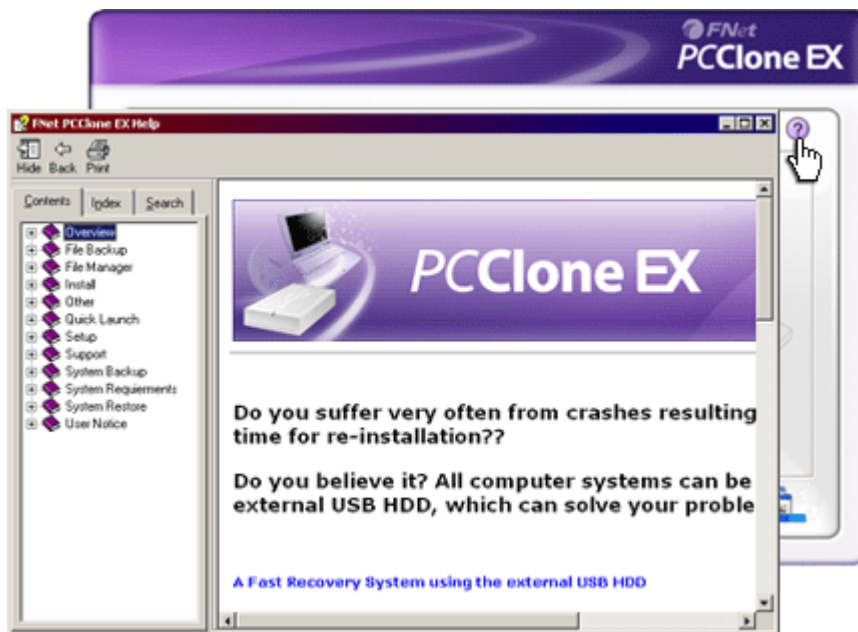 FNet
PCClone EX
FNet PCClone EX Help
Hide Back Print
Contents Index Search
Overview
File Backup
File Manager
Install
Other
Quick Launch
Setup
Support
System Backup
System Requierments
System Restore
User Notice
PCClone EX
Do you suffer very often from crashes resulting
time for re-installation??
Do you believe it? All computer systems can be
external USB HDD, which can solve your proble
A Fast Recovery System using the external USB HDD